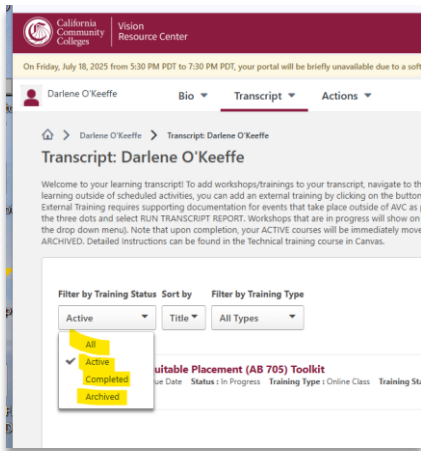 California
Community
Colleges
Vision
Resource Center
On Friday, July 18, 2025 from 5:30 PM PDT to 7:30 PM PDT, your portal will be briefly unavailable due to a soft
Darlene O'Keeffe Bio Transcript Actions
Darlene O'Keeffe Transcript: Darlene O'Keeffe
Transcript: Darlene O'Keeffe
Welcome to your learning transcript! To add workshops/trainings to your transcript, navigate to th
learning outside of scheduled activities, you can add an external training by clicking on the button
External Training requires supporting documentation for events that take place outside of AVC as
the three dots and select RUN TRANSCRIPT REPORT. Workshops that are in progress will show on
the drop down menu). Note that upon completion, your ACTIVE courses will be immediately move
ARCHIVED. Detailed Instructions can be found in the Technical training course in Canvas.
Filter by Training Status Sort by Filter by Training Type
Active Title All Types
All
Active
Completed
Archived
uitable Placement (AB 705) Toolkit
ue Date Status : In Progress Training Type : Online Class Training Sta